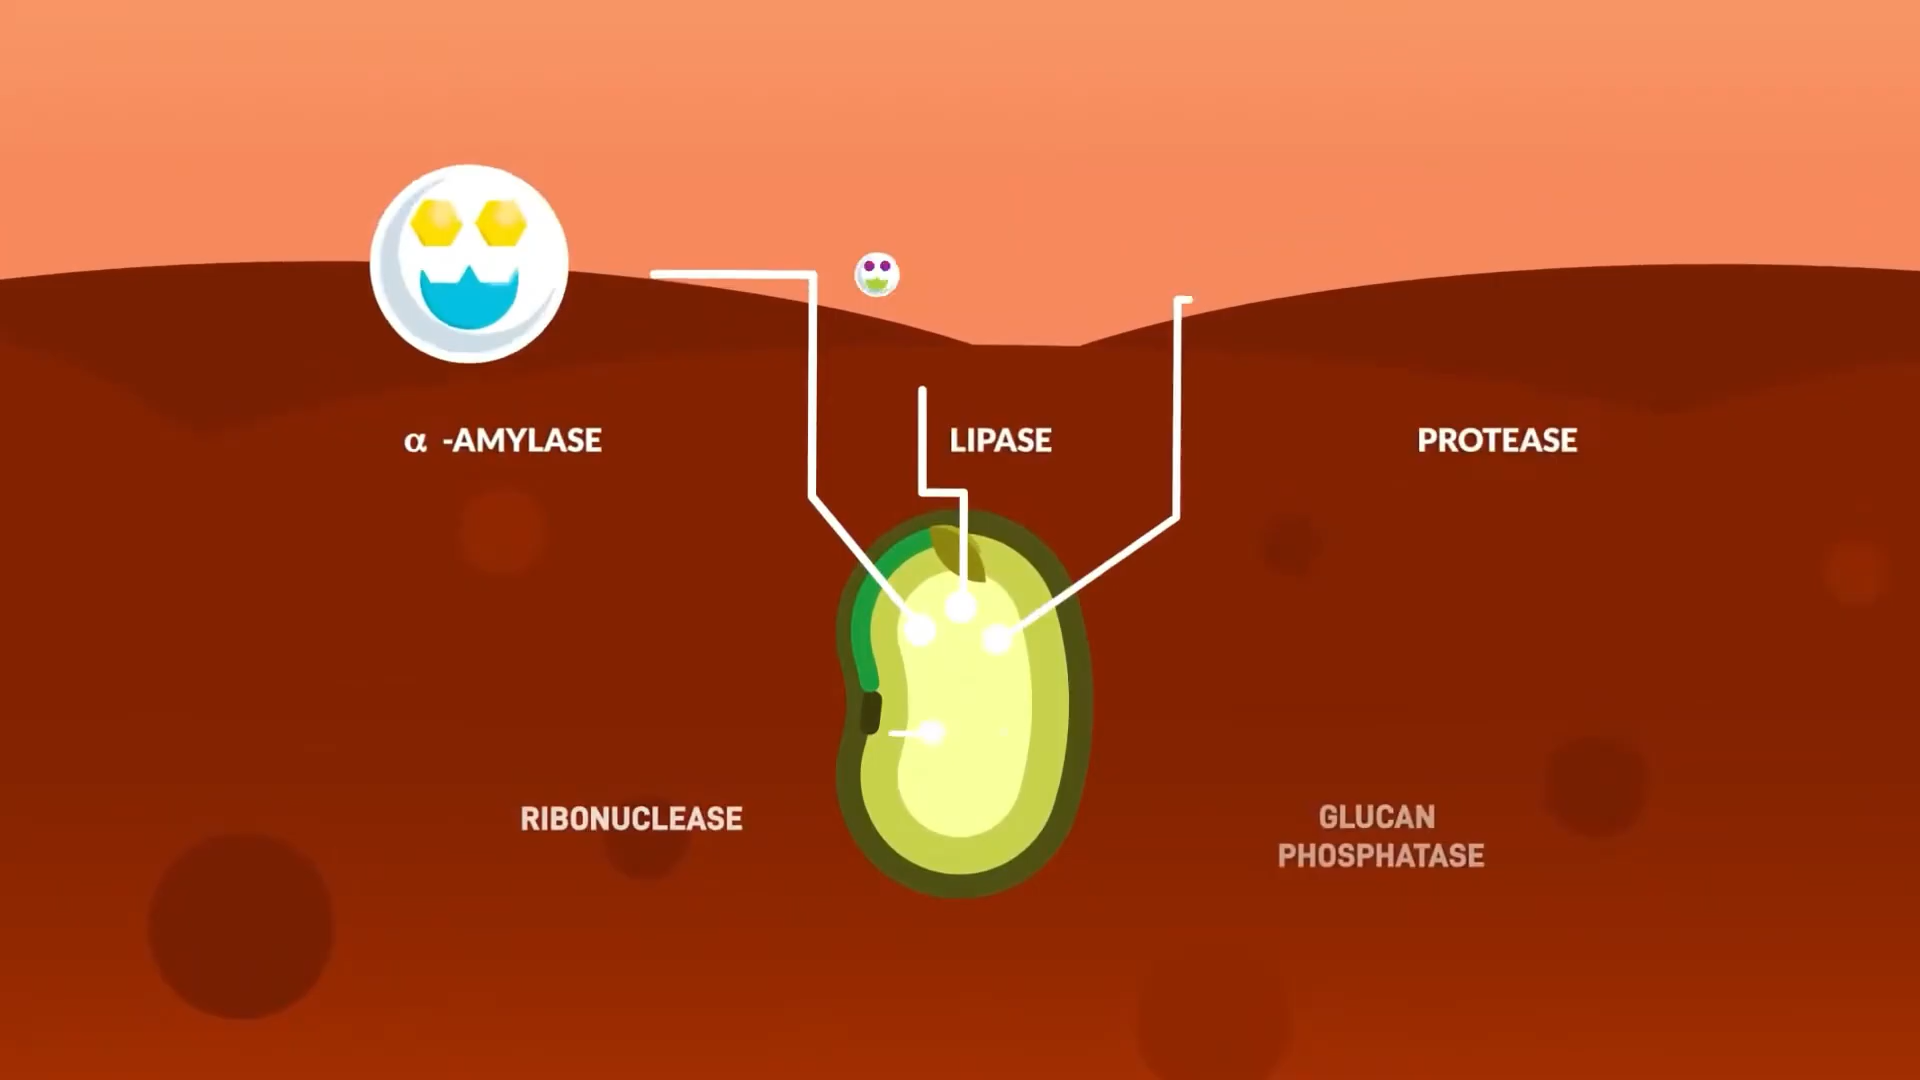 α -AMYLASE
LIPASE
PROTEASE
RIBONUCLEASE
GLUCAN
PHOSPHATASE